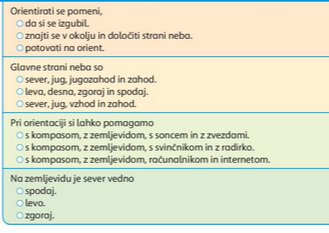 Orientirati se pomeni,
da si se izgubil.
znajti se v okolju in določiti strani neba.
potovati na orient.
Glavne strani neba so
sever, jug, jugozahod in zahod.
leva, desna, zgoraj in spodaj.
sever, jug, vzhod in zahod.
Pri orientaciji si lahko pomagamo
s kompasom, z zemljevidom, s soncem in z zvezdami.
s kompasom, z zemljevidom, s svinčnikom in z radirko.
s kompasom, z zemljevidom, računalnikom in internetom.
Na zemljevidu je sever vedno
spodaj.
levo.
zgoraj.